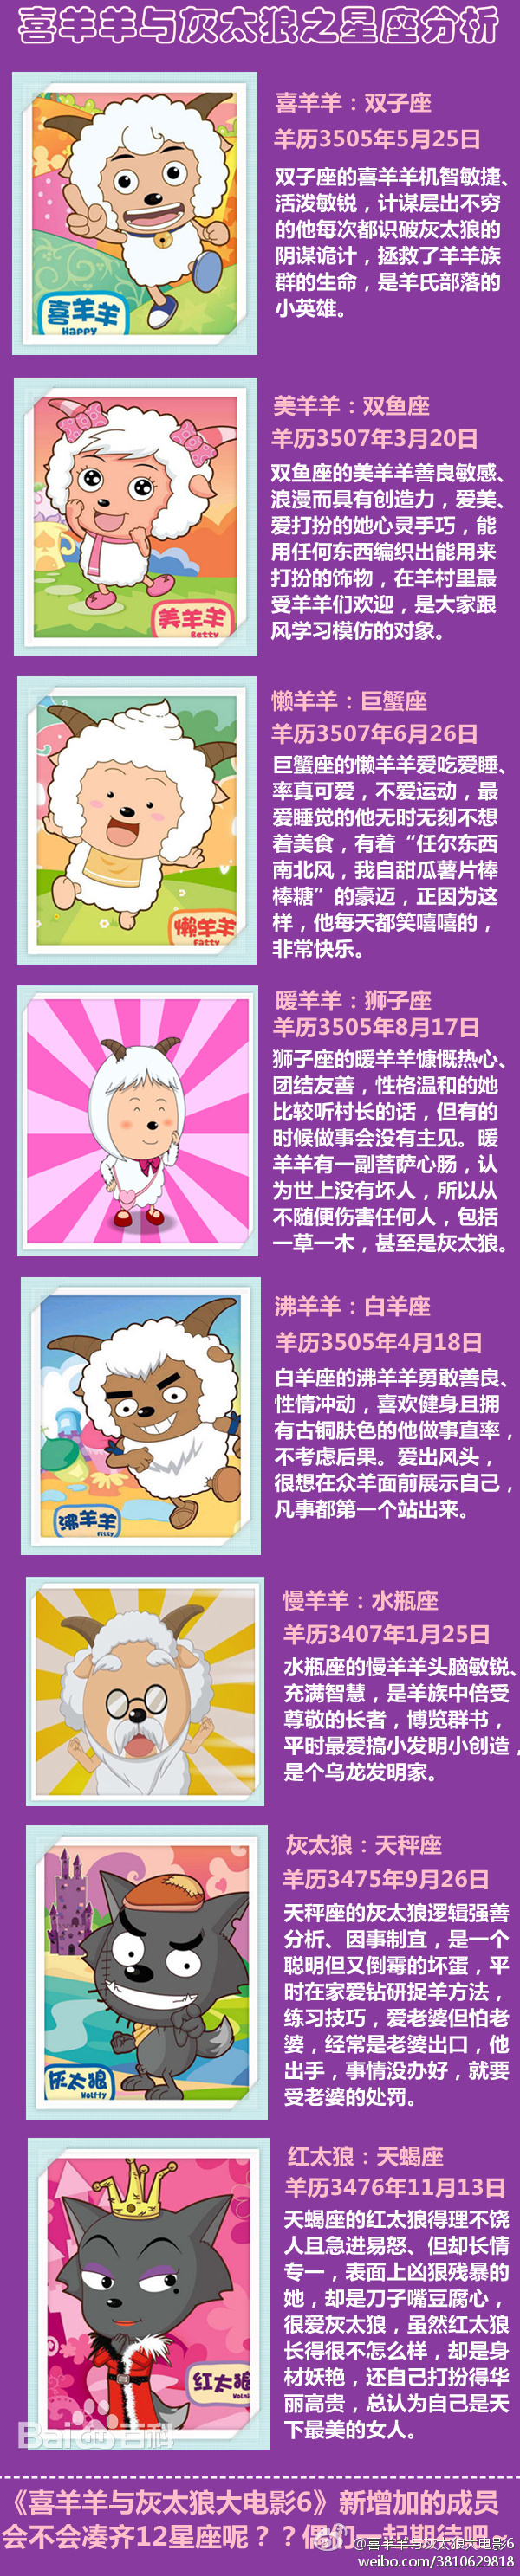 喜羊羊与灰太狼之星座分析
喜羊羊：双子座
羊历3505年5月25日
双子座的喜羊羊机智敏捷、
活泼敏锐，计谋层出不穷
的他每次都识破灰太狼的
阴谋诡计，拯救了羊羊族
群的生命，是羊氏部落的
小英雄。
喜羊羊
Happy
美羊羊：双鱼座
羊历3507年3月20日
双鱼座的美羊羊善良敏感、
浪漫而具有创造力，爱美、
爱打扮的她心灵手巧，能
用任何东西编织出能用来
打扮的饰物，在羊村里最
受羊羊们欢迎，是大家跟
风学习模仿的对象。
美羊羊
Betty
懒羊羊：巨蟹座
羊历3507年6月26日
巨蟹座的懒羊羊爱吃爱睡、
率真可爱，不爱运动，最
爱睡觉的他无时无刻不想
着美食，有着“任尔东西
南北风，我自甜瓜薯片棒
棒糖”的豪迈，正因为这
样，他每天都笑嘻嘻的，
非常快乐。
懒羊羊
Fatty
暖羊羊：狮子座
羊历3505年8月17日
狮子座的暖羊羊慷慨热心、
团结友善，性格温和的她
比较听村长的话，但有的
时候做事会没有主见。暖
羊羊有一副菩萨心肠，认
为世上没有坏人，所以从
不随便伤害任何人，包括
一草一木，甚至是灰太狼。
沸羊羊：白羊座
羊历3505年4月18日
白羊座的沸羊羊勇敢善良、
性情冲动，喜欢健身且拥
有古铜肤色的他做事直率，
不考虑后果。爱出风头，
很想在众羊面前展示自己，
凡事都第一个站出来。
沸羊羊
Fitty
慢羊羊：水瓶座
羊历3407年1月25日
水瓶座的慢羊羊头脑敏锐、
充满智慧，是羊族中倍受
尊敬的长者，博览群书，
平时最爱搞小发明小创造，
是个乌龙发明家。
灰太狼：天秤座
羊历3475年9月26日
天秤座的灰太狼逻辑强善
分析、因事制宜，是一个
聪明但又倒霉的坏蛋，平
时在家爱钻研捉羊方法，
练习技巧，爱老婆但怕老
婆，经常是老婆出口，他
出手，事情没办好，就要
受老婆的处罚。
灰太狼
Wolffy
红太狼：天蝎座
羊历3476年11月13日
天蝎座的红太狼得理不饶
人且急进易怒、但却长情
专一，表面上凶狠残暴的
她，却是刀子嘴豆腐心，
很爱灰太狼，虽然红太狼
长得很不怎么样，却是身
材妖艳，还自己打扮得华
丽高贵，总认为自己是天
下最美的女人。
红太狼
Baidu百科
《喜羊羊与灰太狼大电影6》新增加的成员
会不会凑齐12星座呢？？偶们一起期待吧
@喜羊羊与灰太狼大电影6
weibo.com/3810629818